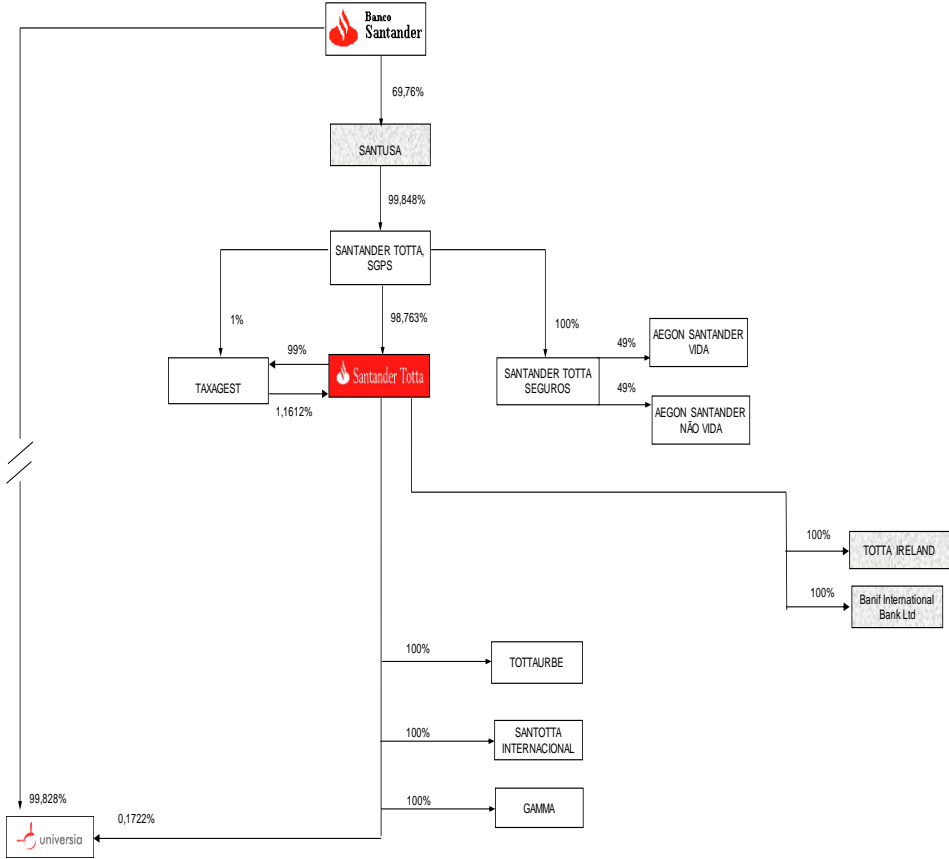 Banco
Santander
69,76%
SANTUSA
99,848%
SANTANDER TOTTA,
SGPS
98,763%
1%
100%
99%
TAXAGEST
1,1612%
Santander Totta
SANTANDER TOTTA
SEGUROS
49%
AEGON SANTANDER
VIDA
49%
AEGON SANTANDER
NÃO VIDA
100%
TOTTA IRELAND
100%
Banif International
Bank Ltd
100%
TOTTAURBE
100%
SANTOTTA
INTERNACIONAL
100%
GAMMA
99,828%
0,1722%
universia